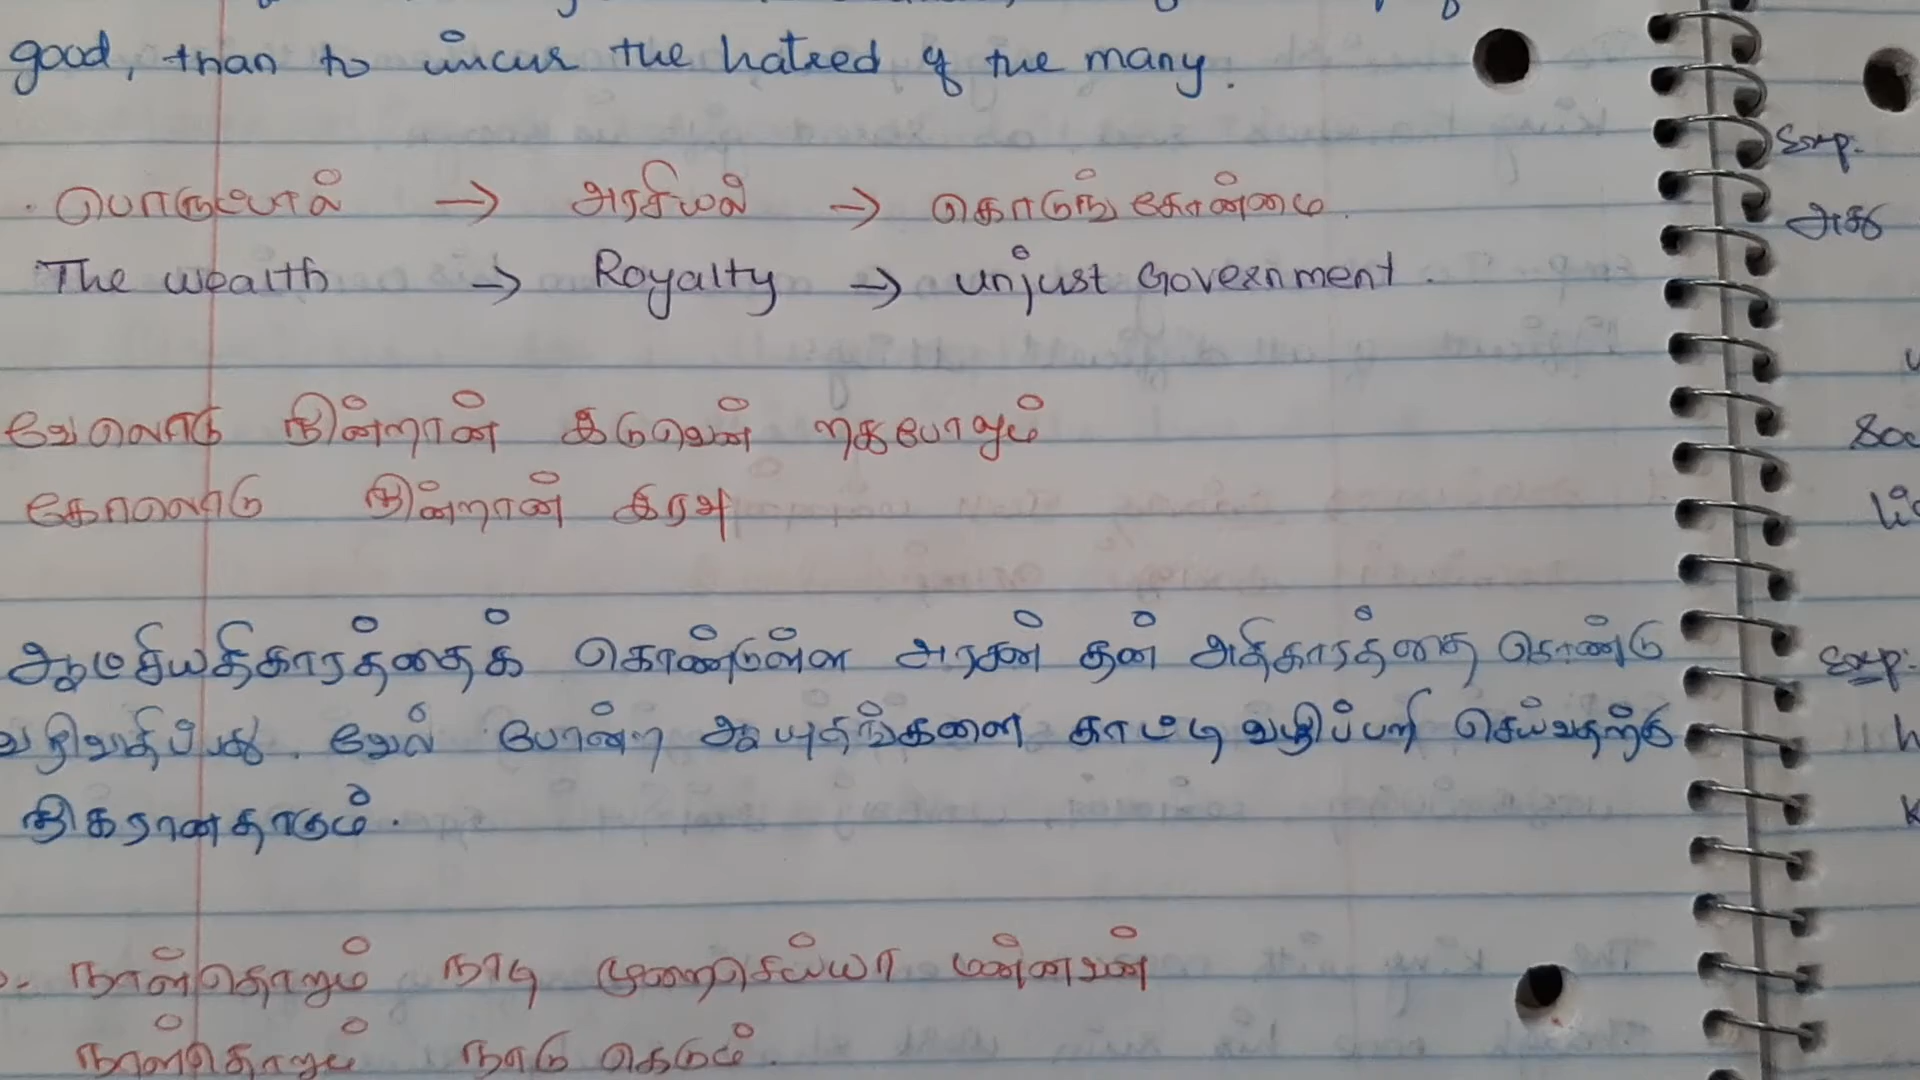 good, than to incur the hatred of the many.
பொருட்பால் → அரசியல் → கொடுங்கோன்மை.
The wealth → Royalty → unjust Government.
வேலொடு நின்றான் இடுவென் றதுபோலும்
கோலொடு நின்றான் இரவு
ஆட்சியதிகாரத்தைக் கொண்டுள்ள அரசன் தன் அதிகாரத்தை கொண்டு
வரிவிதிப்பது. வேல் போன்ற ஆயுதங்களை காட்டி வழிப்பறி செய்வதற்கு
நிகரானதாகும்.
நாள்தொறும் நாடி முறைசெய்யா மன்னவன்
நாள்தொறும் நாடு கெடும்.
Exp: